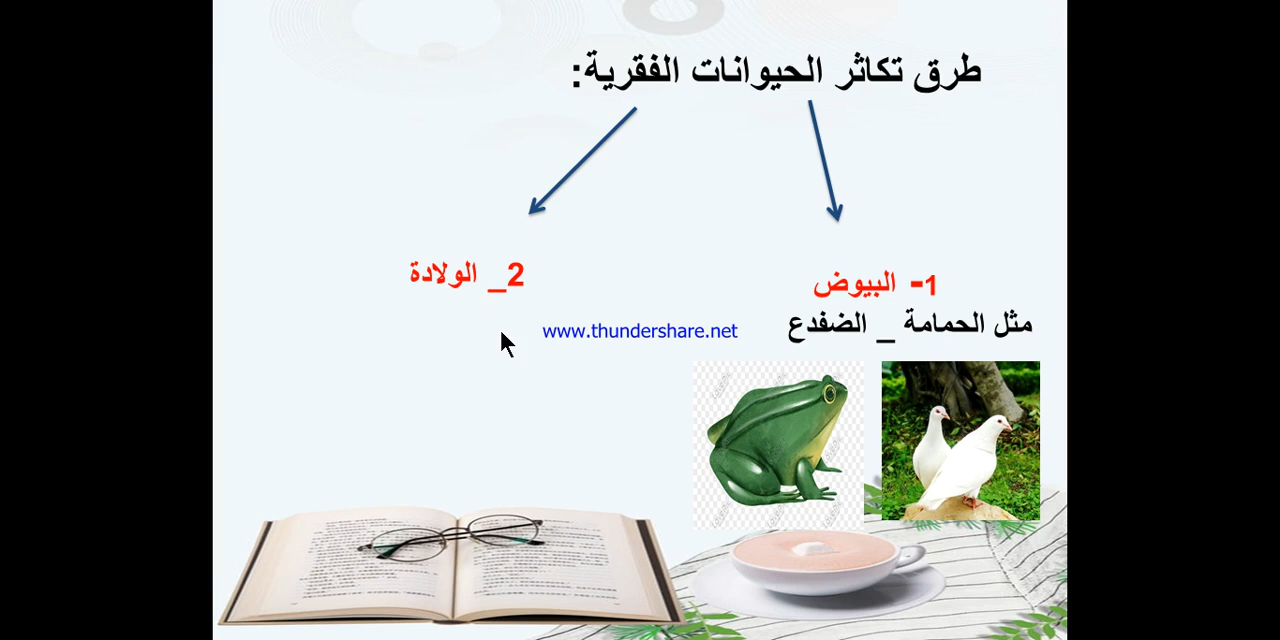 طرق تكاثر الحيوانات الفقرية:
1- البيوض
مثل الحمامة _ الضفدع
2_ الولادة
www.thundershare.net